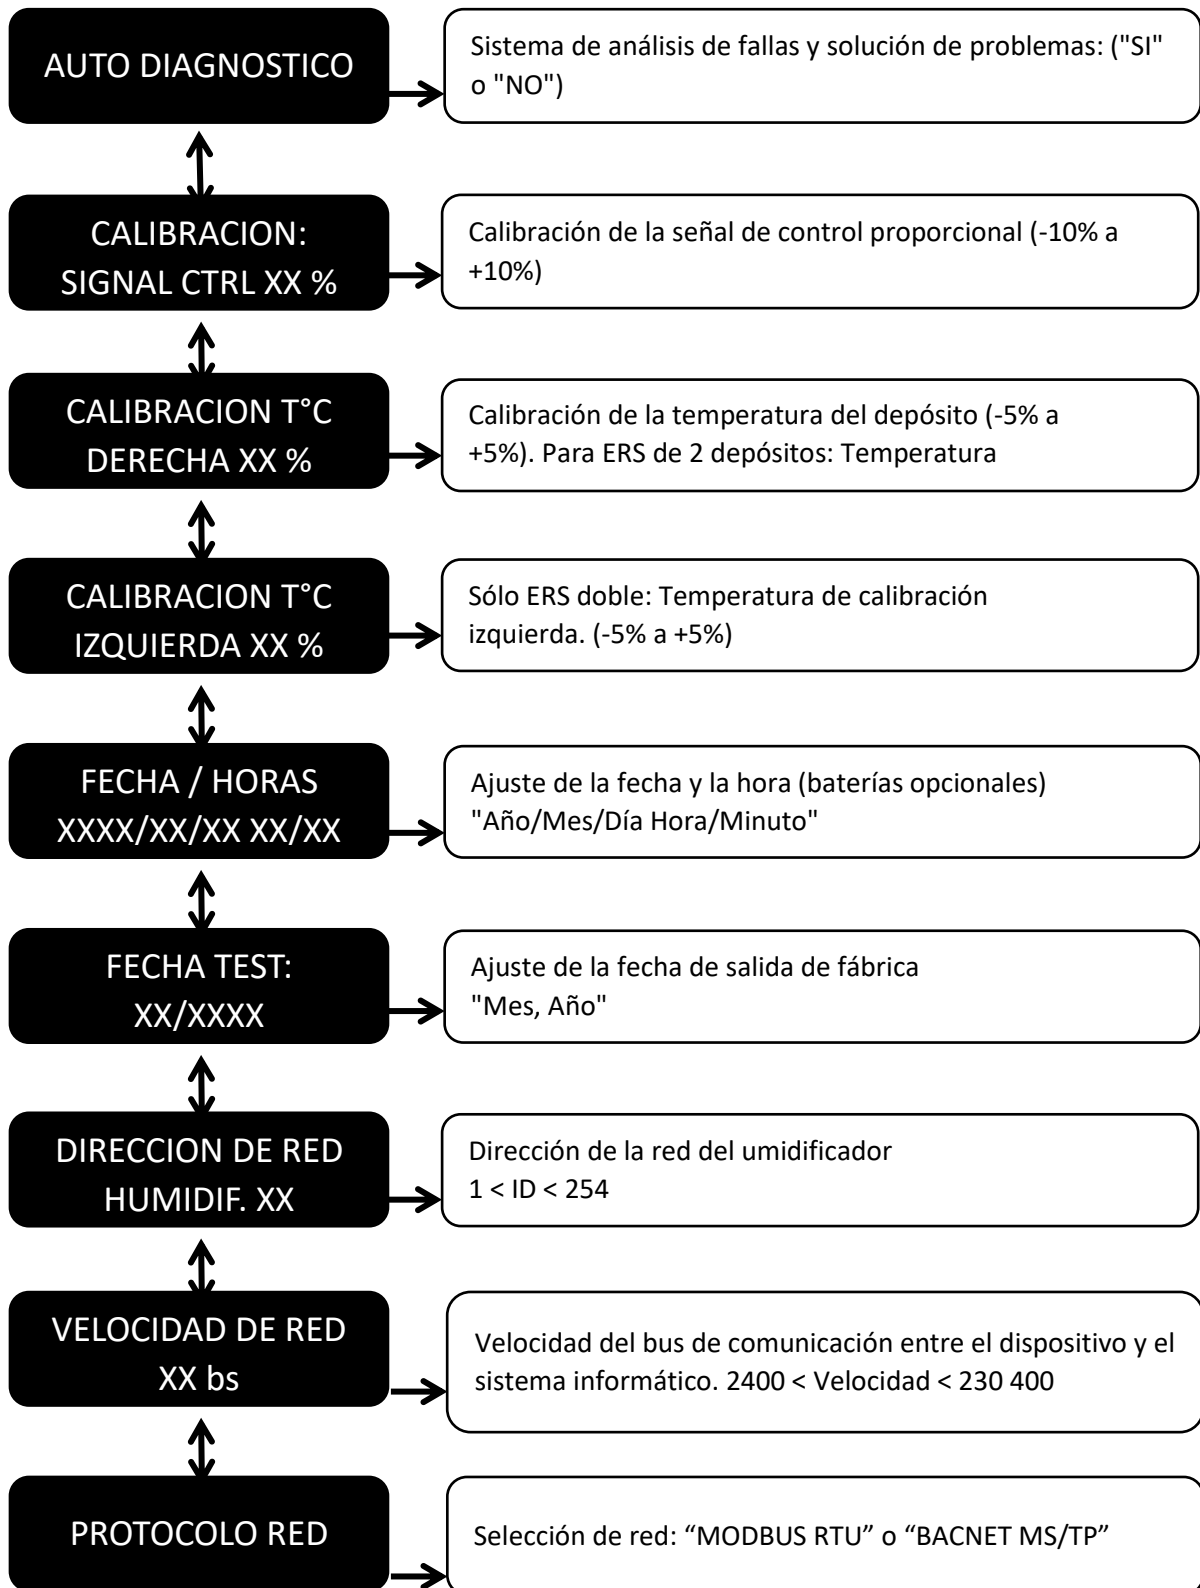 AUTO DIAGNOSTICO
Sistema de análisis de fallas y solución de problemas: ("SI"
o "NO")
CALIBRACION:
SIGNAL CTRL XX %
Calibración de la señal de control proporcional (-10% a
+10%)
CALIBRACION T°C
DERECHA XX %
Calibración de la temperatura del depósito (-5% a
+5%). Para ERS de 2 depósitos: Temperatura
CALIBRACION T°C
IZQUIERDA XX %
Sólo ERS doble: Temperatura de calibración
izquierda. (-5% a +5%)
FECHA / HORAS
XXXX/XX/XX XX/XX
Ajuste de la fecha y la hora (baterías opcionales)
"Año/Mes/Día Hora/Minuto"
FECHA TEST:
XX/XXXX
Ajuste de la fecha de salida de fábrica
"Mes, Año"
DIRECCION DE RED
HUMIDIF. XX
Dirección de la red del umidificador
1 < ID < 254
VELOCIDAD DE RED
XX bs
Velocidad del bus de comunicación entre el dispositivo y el
sistema informático. 2400 < Velocidad < 230 400
PROTOCOLO RED
Selección de red: “MODBUS RTU” o “BACNET MS/TP”